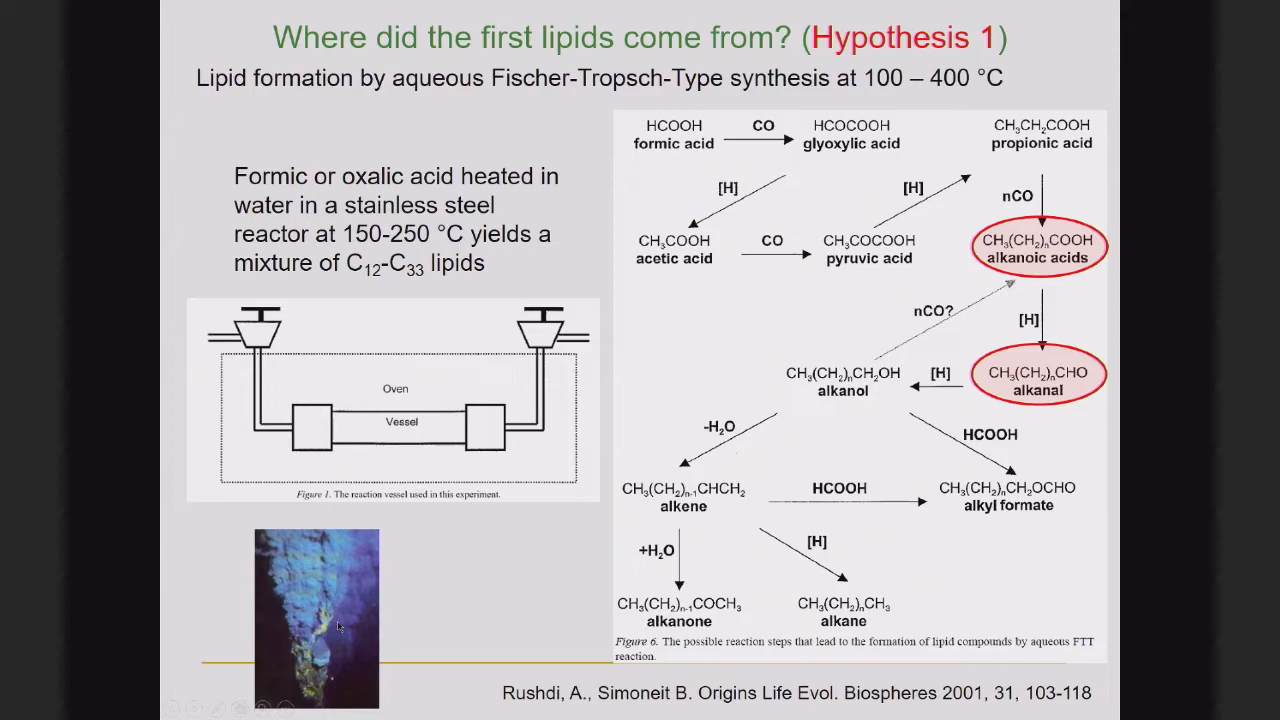 Where did the first lipids come from? (Hypothesis 1)
Lipid formation by aqueous Fischer-Tropsch-Type synthesis at 100 – 400 °C
Formic or oxalic acid heated in
water in a stainless steel
reactor at 150-250 °C yields a
mixture of C₁₂-C₃₃ lipids
Oven
Vessel
Figure 1. The reaction vessel used in this experiment.
HCOOH
formic acid
CO
HCOCOOH
glyoxylic acid
CH₃CH₂COOH
propionic acid
[H]
[H]
nCO
CH₃COOH
acetic acid
CO
CH₃COCOOH
pyruvic acid
CH₃(CH₂)ₙCOOH
alkanoic acids
nCO?
[H]
CH₃(CH₂)ₙCH₂OH
alkanol
[H]
CH₃(CH₂)ₙCHO
alkanal
-H₂O
HCOOH
CH₃(CH₂)ₙ₋₁CHCH₂
alkene
HCOOH
CH₃(CH₂)ₙCH₂OCHO
alkyl formate
+H₂O
[H]
CH₃(CH₂)ₙ₋₁COCH₃
alkanone
CH₃(CH₂)ₙCH₃
alkane
Figure 6. The possible reaction steps that lead to the formation of lipid compounds by aqueous FTT
reaction.
Rushdi, A., Simoneit B. Origins Life Evol. Biospheres 2001, 31, 103-118